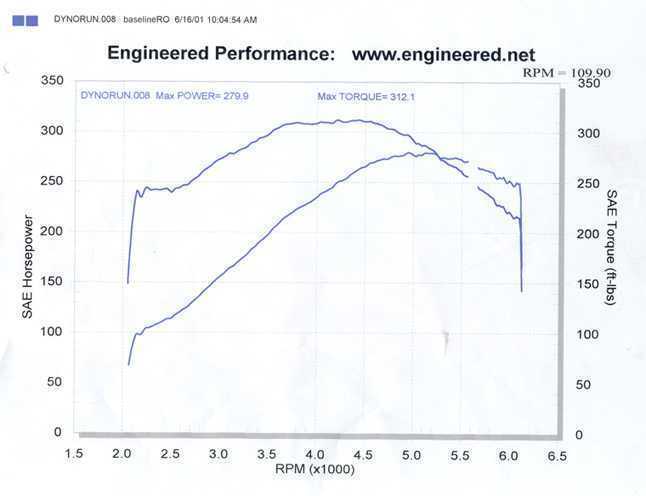 DYNORUN.008 baselineRO 6/16/01 10:04:54 AM
Engineered Performance: www.engineered.net
RPM = 109.90
350 350
DYNORUN.008 Max POWER= 279.9 Max TORQUE= 312.1
300 300
250 250
200 200
150 150
100 100
50 50
0 0
SAE Horsepower
SAE Torque (ft-lbs)
1.5 2.0 2.5 3.0 3.5 4.0 4.5 5.0 5.5 6.0 6.5
RPM (x1000)